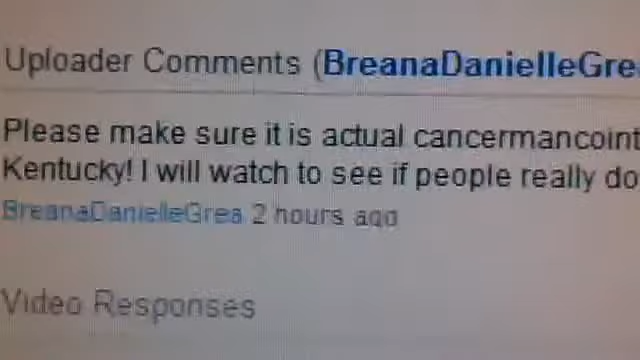 Uploader Comments (BreanaDanielleGre
Please make sure it is actual cancermancoint
Kentucky! I will watch to see if people really do
BreanaDanielleGrea 2 hours ago
Video Responses